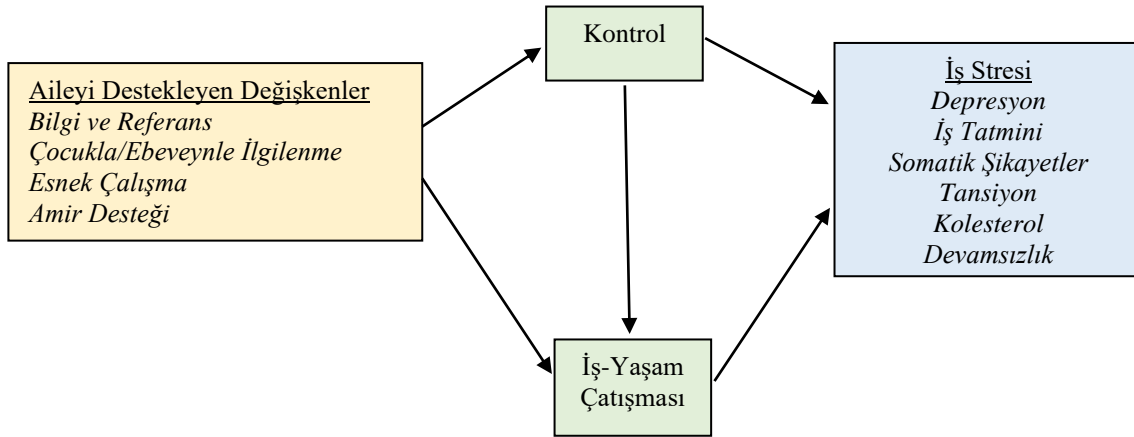 Aileyi Destekleyen Değişkenler
Bilgi ve Referans
Çocukla/Ebeveynle İlgilenme
Esnek Çalışma
Amir Desteği
Kontrol
İş-Yaşam
Çatışması
İş Stresi
Depresyon
İş Tatmini
Somatik Şikayetler
Tansiyon
Kolesterol
Devamsızlık